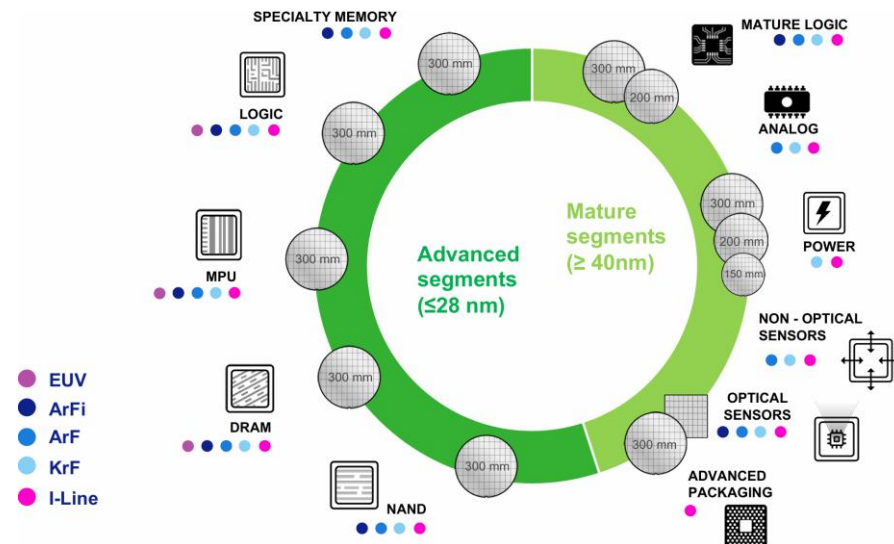 SPECIALTY MEMORY
MATURE LOGIC
300 mm
300 mm
200 mm
LOGIC
300 mm
ANALOG
300 mm
200 mm
150 mm
POWER
Mature
segments
(≥ 40nm)
Advanced
segments
(≤28 nm)
MPU
300 mm
NON - OPTICAL
SENSORS
DRAM
300 mm
OPTICAL
SENSORS
300 mm
ADVANCED
PACKAGING
NAND
300 mm
EUV
ArFi
ArF
KrF
I-Line